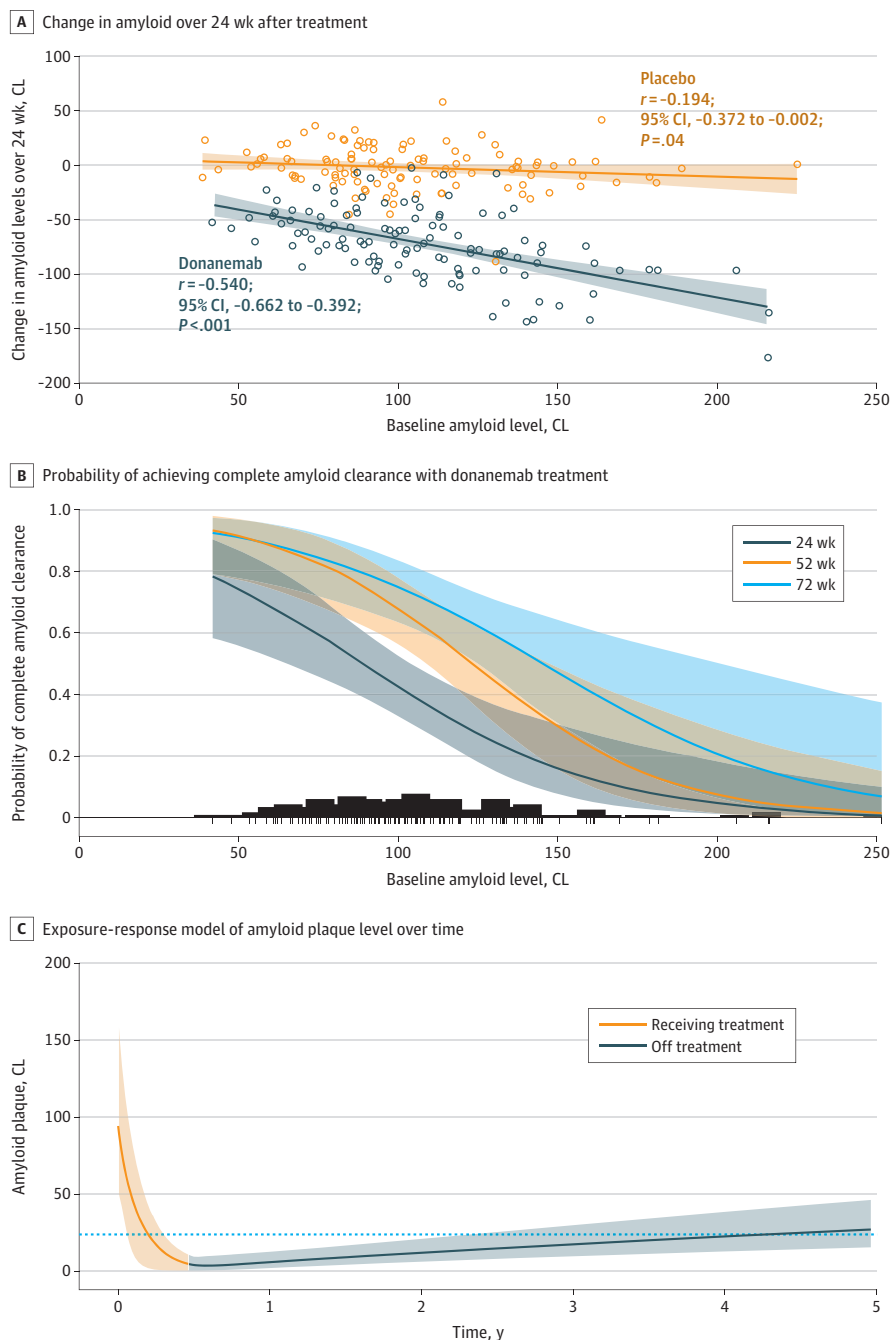 A Change in amyloid over 24 wk after treatment
Change in amyloid levels over 24 wk, CL
100
50
0
-50
-100
-150
-200
Placebo
r = –0.194;
95% CI, –0.372 to –0.002;
P = .04
Donanemab
r = –0.540;
95% CI, –0.662 to –0.392;
P <.001
0 50 100 150 200 250
Baseline amyloid level, CL
B Probability of achieving complete amyloid clearance with donanemab treatment
Probability of complete amyloid clearance
1.0
0.8
0.6
0.4
0.2
0
24 wk
52 wk
72 wk
0 50 100 150 200 250
Baseline amyloid level, CL
C Exposure-response model of amyloid plaque level over time
Amyloid plaque, CL
200
150
100
50
0
Receiving treatment
Off treatment
0 1 2 3 4 5
Time, y